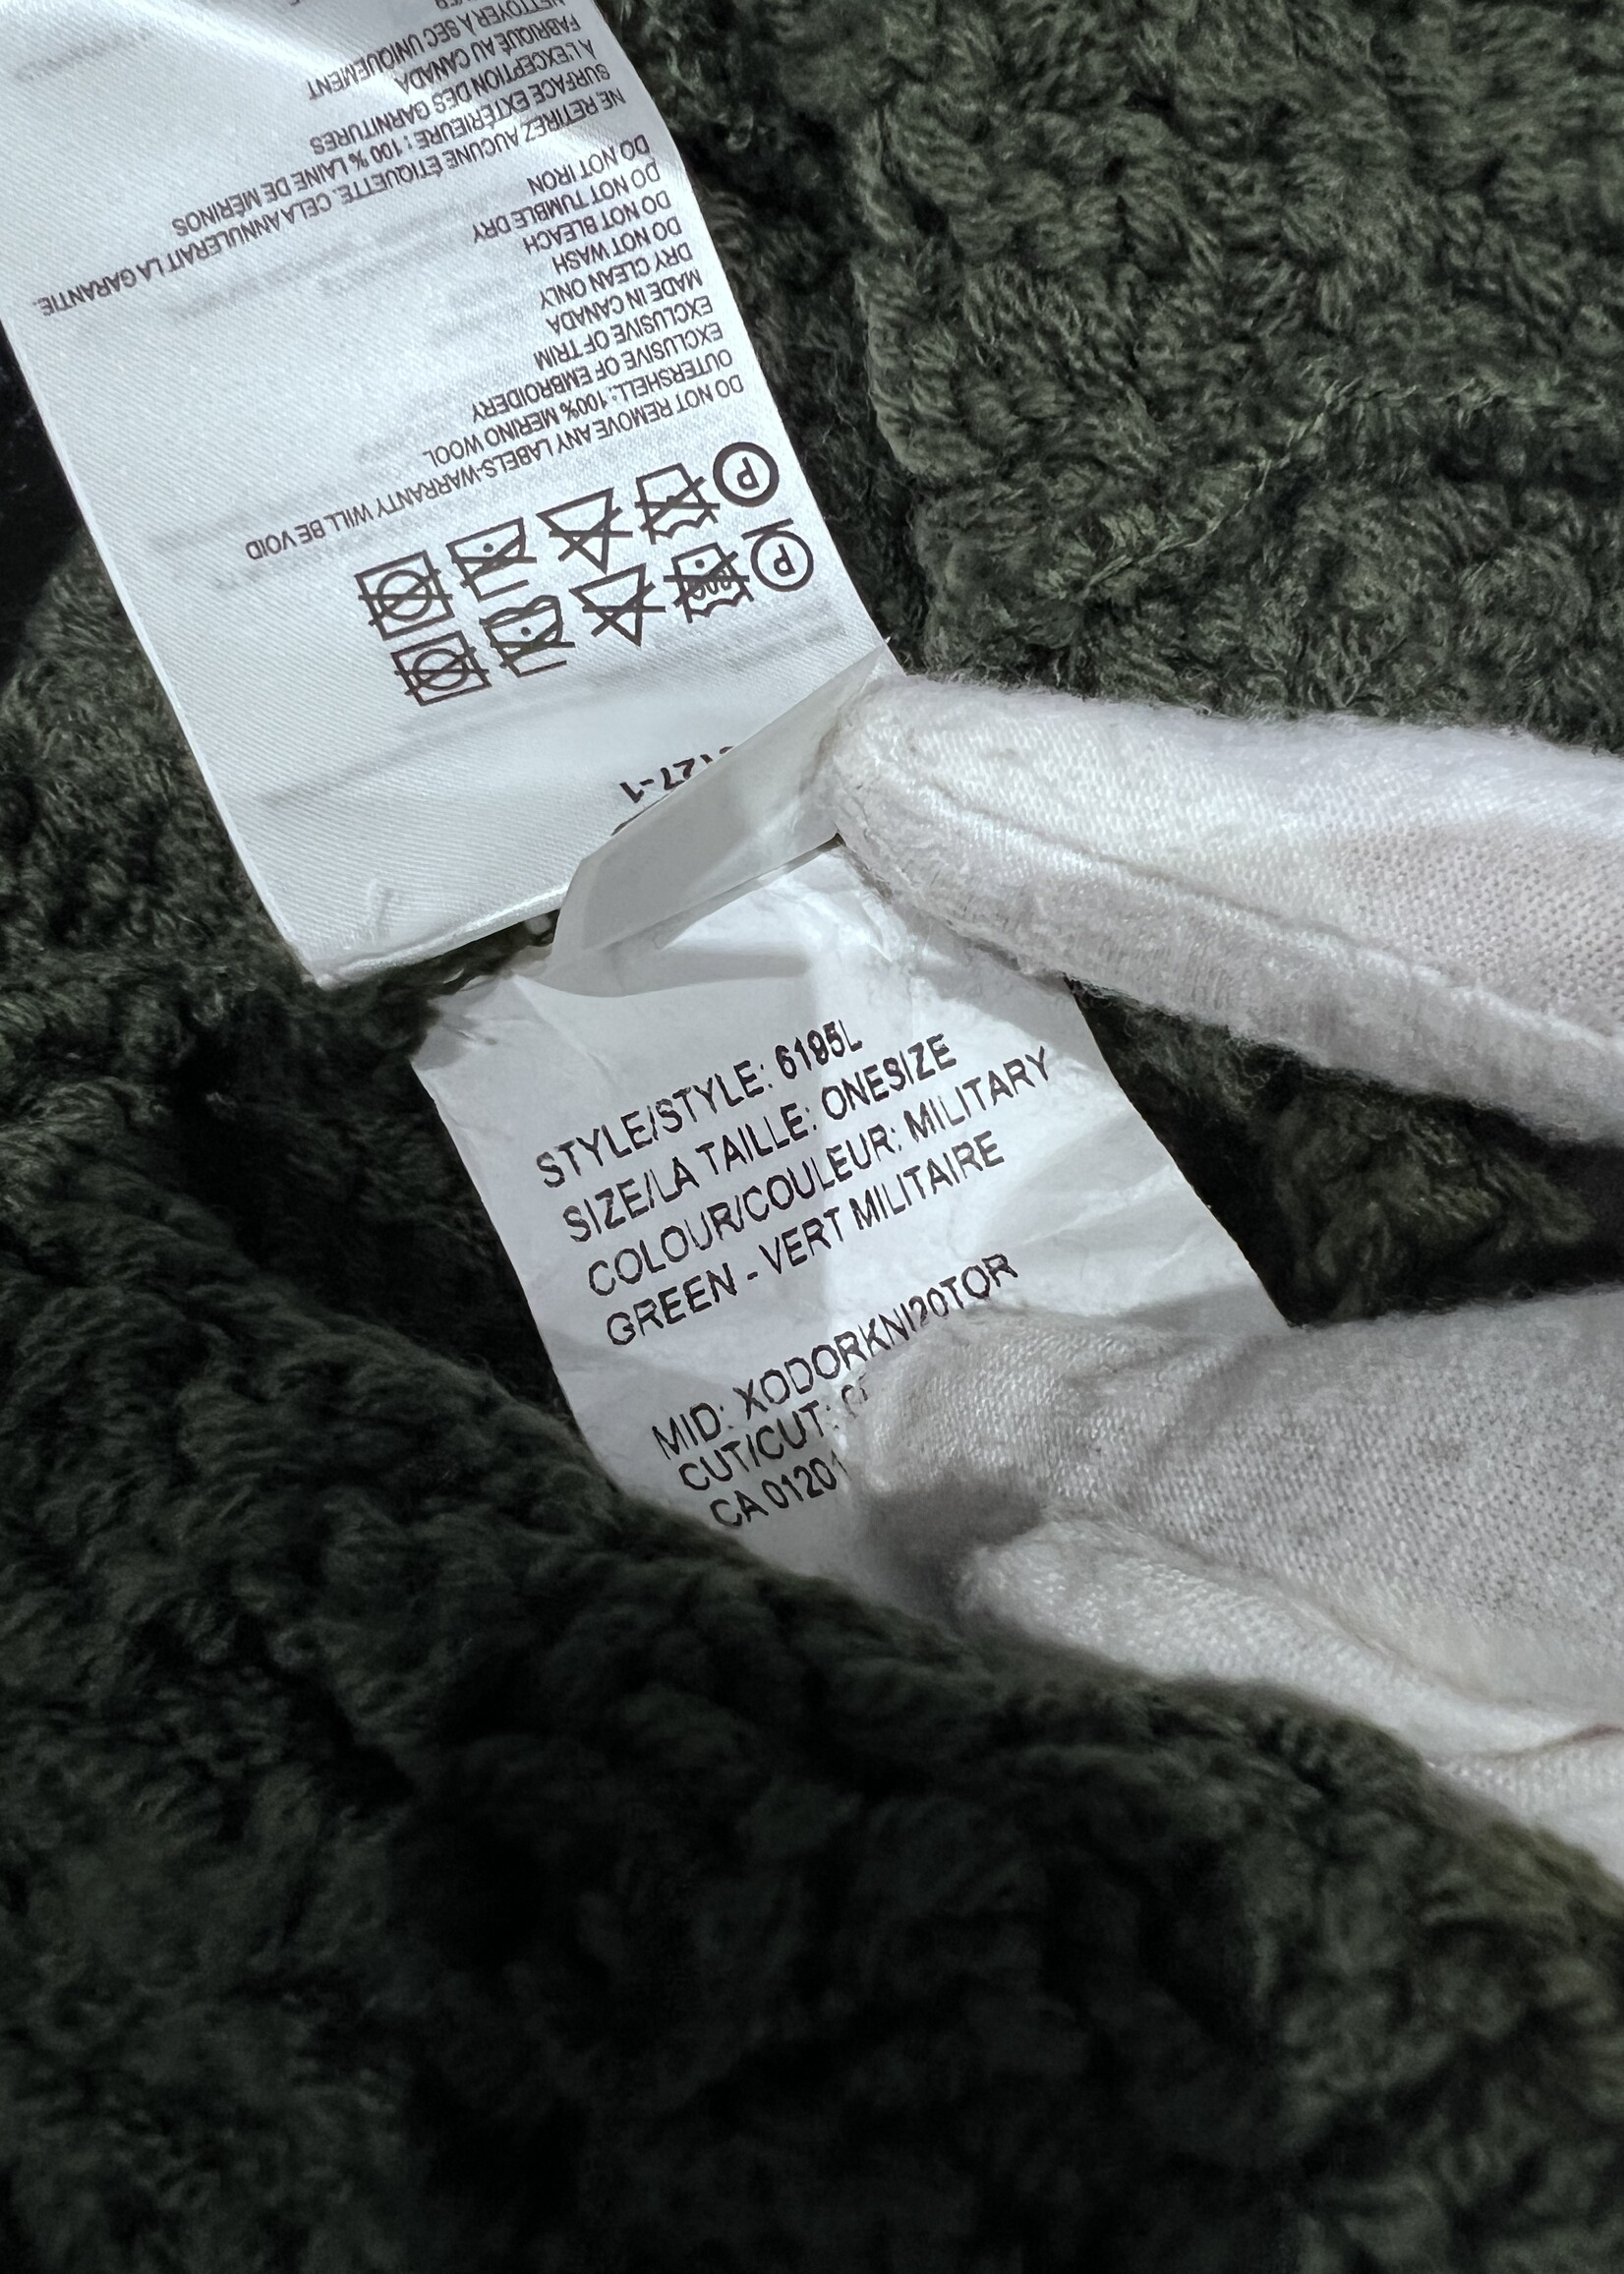 127-1
DO NOT REMOVE ANY LABELS-WARRANTY WILL BE VOID
OUTERSHELL: 100% MERINO WOOL
EXCLUSIVE OF EMBROIDERY
EXCLUSIVE OF TRIM
MADE IN CANADA
DRY CLEAN ONLY
DO NOT WASH
DO NOT BLEACH
DO NOT TUMBLE DRY
DO NOT IRON
NE RETIREZ AUCUNE ÉTIQUETTE. CELA ANNULERAIT LA GARANTIE.
SURFACE EXTÉRIEURE : 100 % LAINE DE MÉRINOS
A L'EXCEPTION DES GARNITURES
FABRIQUÉ AU CANADA
NETTOYER À SEC UNIQUEMENT
STYLE/STYLE: 6195L
SIZE/LA TAILLE: ONESIZE
COLOUR/COULEUR: MILITARY
GREEN - VERT MILITAIRE
MID: XODORKNI20TOR
CUT/CUT:
CA 01201